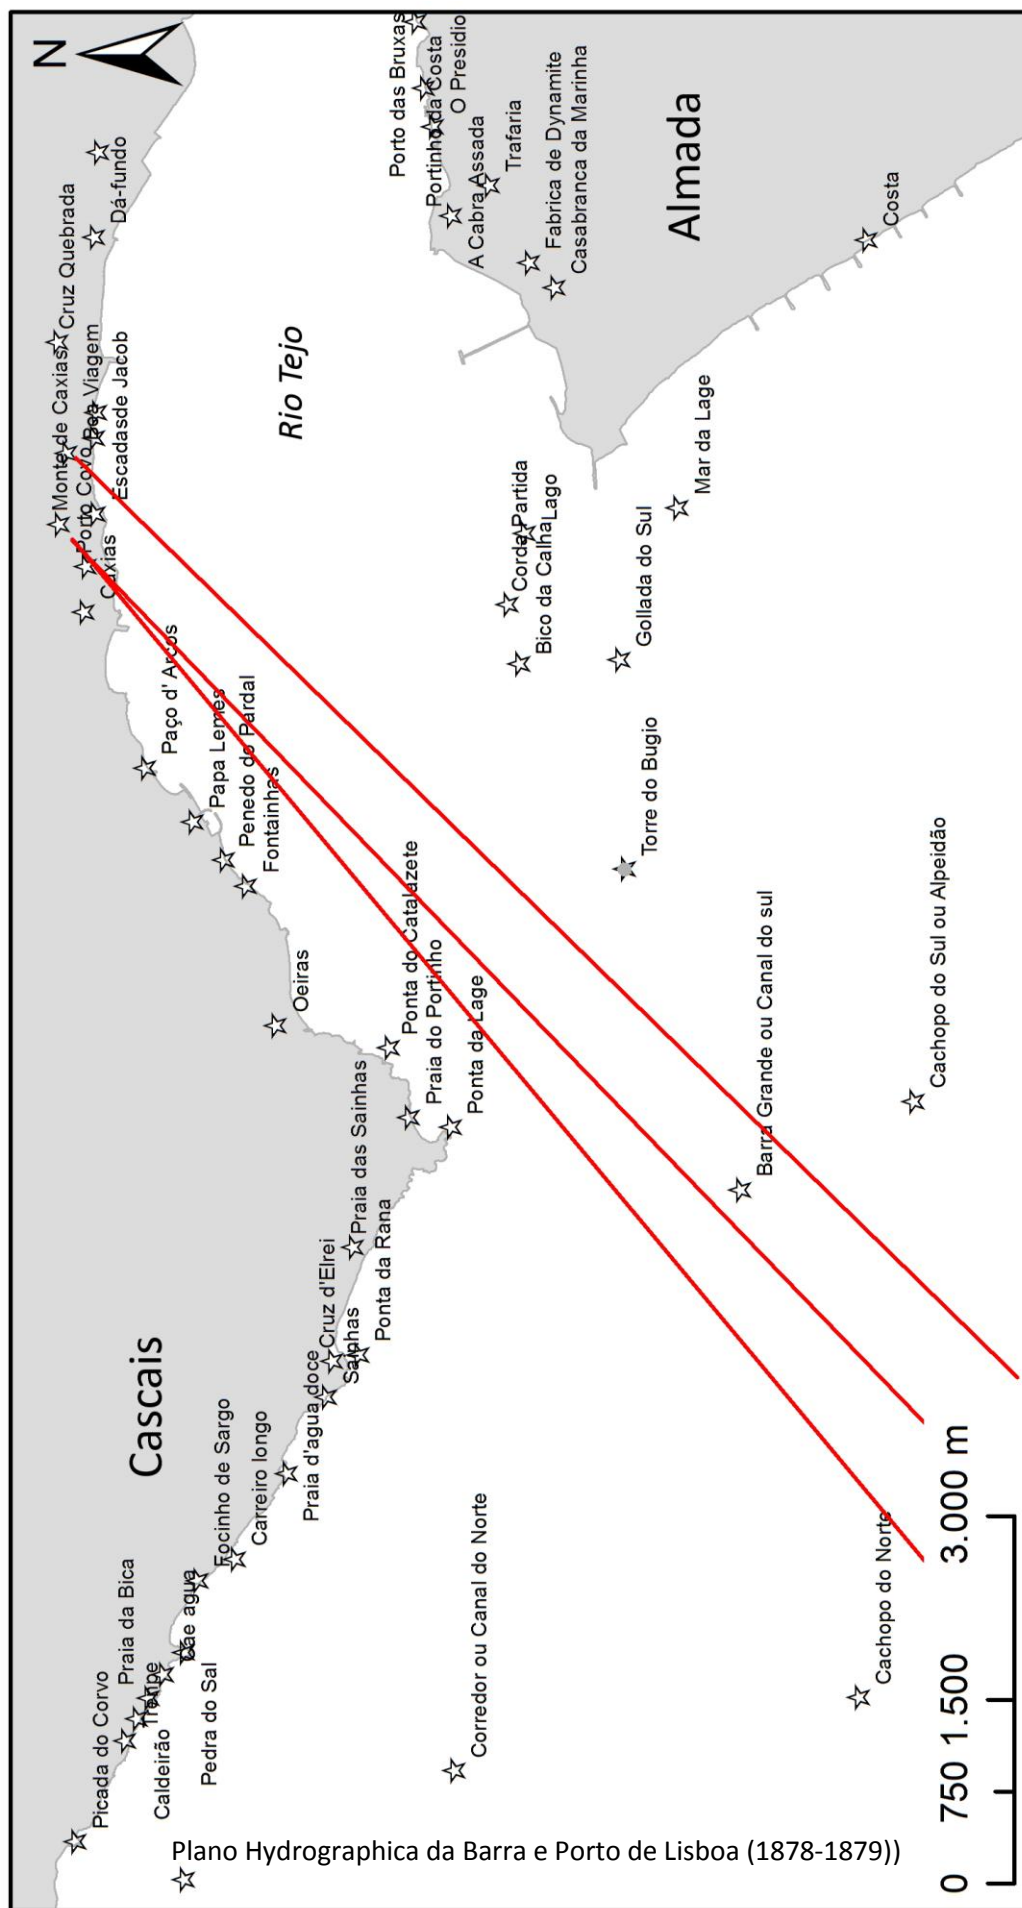 N
Monte de Caxias
Cruz Quebrada
Dá-fundo
Porto Covo
Boa Viagem
Caxias
Escadasde Jacob
Paço d' Arcos
Papa Lemes
Penedo do Pardal
Fontainhas
Oeiras
Ponta do Catalazete
Praia do Portinho
Ponta da Lage
Praia das Sainhas
Ponta da Rana
Cruz d'Elrei
Sainhas
Praia d'agua doce
Cascais
Focinho de Sargo
Carreiro longo
Cae agua
Praia da Bica
Trempe
Picada do Corvo
Caldeirão
Pedra do Sal
Rio Tejo
Porto das Bruxas
Portinho da Costa
O Presidio
A Cabra Assada
Trafaria
Fabrica de Dynamite
Casabranca da Marinha
Almada
Costa
Corda Partida
Lago
Bico da Calha
Mar da Lage
Gollada do Sul
Torre do Bugio
Barra Grande ou Canal do sul
Cachopo do Sul ou Alpeidão
Corredor ou Canal do Norte
Cachopo do Norte
0 750 1.500 3.000 m
Plano Hydrographica da Barra e Porto de Lisboa (1878-1879))